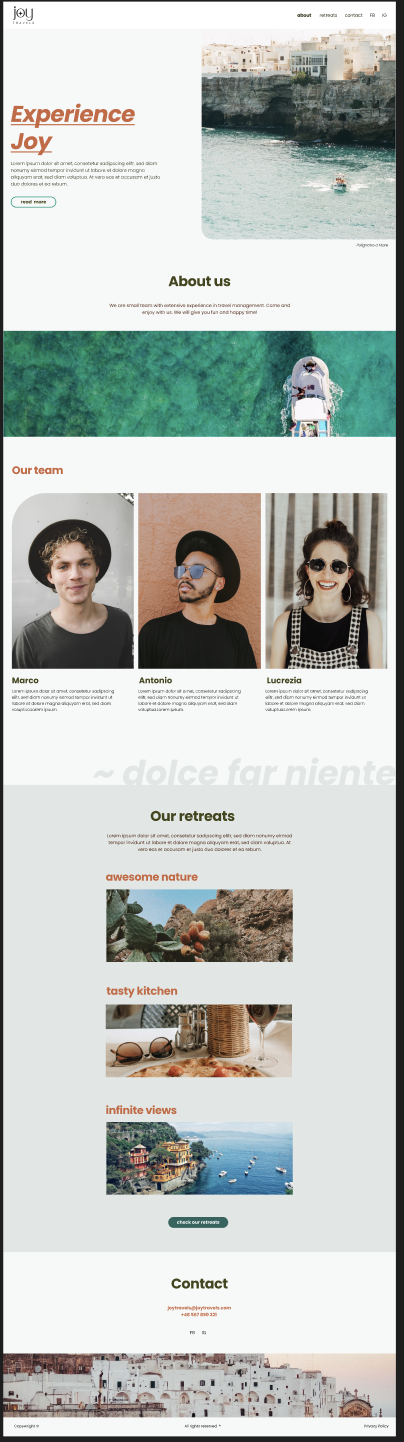 joy
TRAVELS
about retreats contact FB IG
Experience
Joy
Lorem ipsum dolor sit amet, consetetur sadipscing elitr, sed diam
nonumy eirmod tempor invidunt ut labore et dolore magna
aliquyam erat, sed diam voluptua. At vero eos et accusam et justo
duo dolores et ea rebum.
read more
Polignano a Mare
About us
We are small team with extensive experience in travel management. Come and
enjoy with us. We will give you fun and happy time!
Our team
Marco
Lorem ipsum dolor sit amet, consetetur sadipscing
elitr, sed diam nonumy eirmod tempor invidunt ut
labore et dolore magna aliquyam erat, sed diam
Antonio
Lorem ipsum dolor sit amet, consetetur sadipscing
elitr, sed diam nonumy eirmod tempor invidunt ut
labore et dolore magna aliquyam erat, sed diam
voluptua.Lorem ipsum.
Lucrezia
Lorem ipsum dolor sit amet, consetetur sadipscing
elitr, sed diam nonumy eirmod tempor invidunt ut
labore et dolore magna aliquyam erat, sed diam
voluptua.Lorem ipsum.
~ dolce far niente
Our retreats
Lorem ipsum dolor sit amet, consetetur sadipscing elitr, sed diam nonumy eirmod
tempor invidunt ut labore et dolore magna aliquyam erat, sed diam voluptua. At
vero eos et accusam et justo duo dolores et ea rebum.
awesome nature
tasty kitchen
infinite views
check our retreats
Contact
joytravels@joytravels.com
FB IG
Copywright ©
All rights reserved ®
Privacy Policy